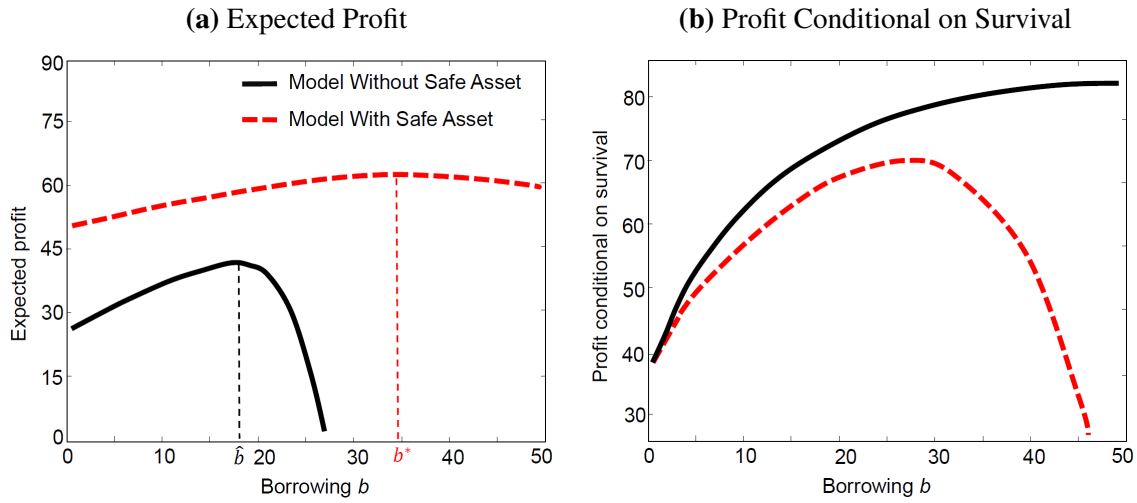 (a) Expected Profit
90
75
60
45
30
15
0
Expected profit
Model Without Safe Asset
Model With Safe Asset
0 b̂ 20 30 b* 40 50
Borrowing b
(b) Profit Conditional on Survival
80
70
60
50
40
30
Profit conditional on survival
0 10 20 30 40 50
Borrowing b